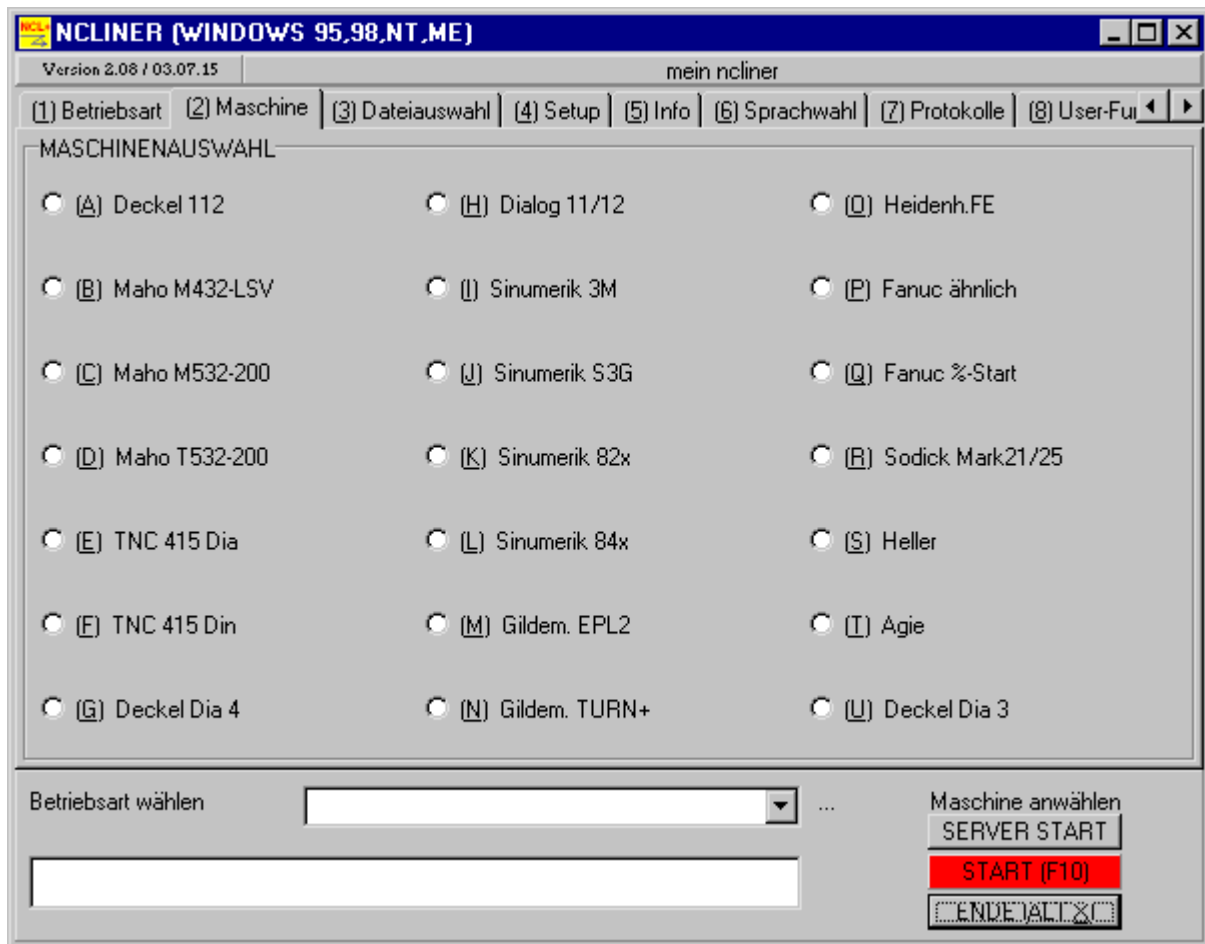 NCL+
NCLINER (WINDOWS 95,98,NT,ME)
Version 2.08 / 03.07.15
mein ncliner
(1) Betriebsart
(2) Maschine
(3) Dateiauswahl
(4) Setup
(5) Info
(6) Sprachwahl
(7) Protokolle
(8) User-Fu
MASCHINENAUSWAHL
(A) Deckel 112
(H) Dialog 11/12
(O) Heidenh.FE
(B) Maho M432-LSV
(I) Sinumerik 3M
(P) Fanuc ähnlich
(C) Maho M532-200
(J) Sinumerik S3G
(Q) Fanuc %-Start
(D) Maho T532-200
(K) Sinumerik 82x
(R) Sodick Mark21/25
(E) TNC 415 Dia
(L) Sinumerik 84x
(S) Heller
(F) TNC 415 Din
(M) Gildem. EPL2
(T) Agie
(G) Deckel Dia 4
(N) Gildem. TURN+
(U) Deckel Dia 3
Betriebsart wählen
...
Maschine anwählen
SERVER START
START (F10)
ENDE )ALT X(